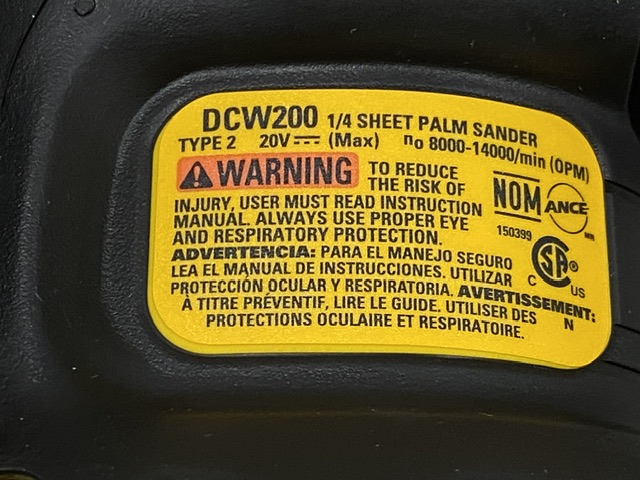 DCW200 1/4 SHEET PALM SANDER
TYPE 2 20V⎓ (Max) n₀ 8000-14000/min (OPM)
⚠ WARNING TO REDUCE
THE RISK OF
INJURY, USER MUST READ INSTRUCTION
MANUAL. ALWAYS USE PROPER EYE
AND RESPIRATORY PROTECTION.
NOM ANCE
150399 MR
ADVERTENCIA: PARA EL MANEJO SEGURO
LEA EL MANUAL DE INSTRUCCIONES. UTILIZAR
PROTECCIÓN OCULAR Y RESPIRATORIA. AVERTISSEMENT:
À TITRE PRÉVENTIF, LIRE LE GUIDE. UTILISER DES
PROTECTIONS OCULAIRE ET RESPIRATOIRE.
C SA ® US
N